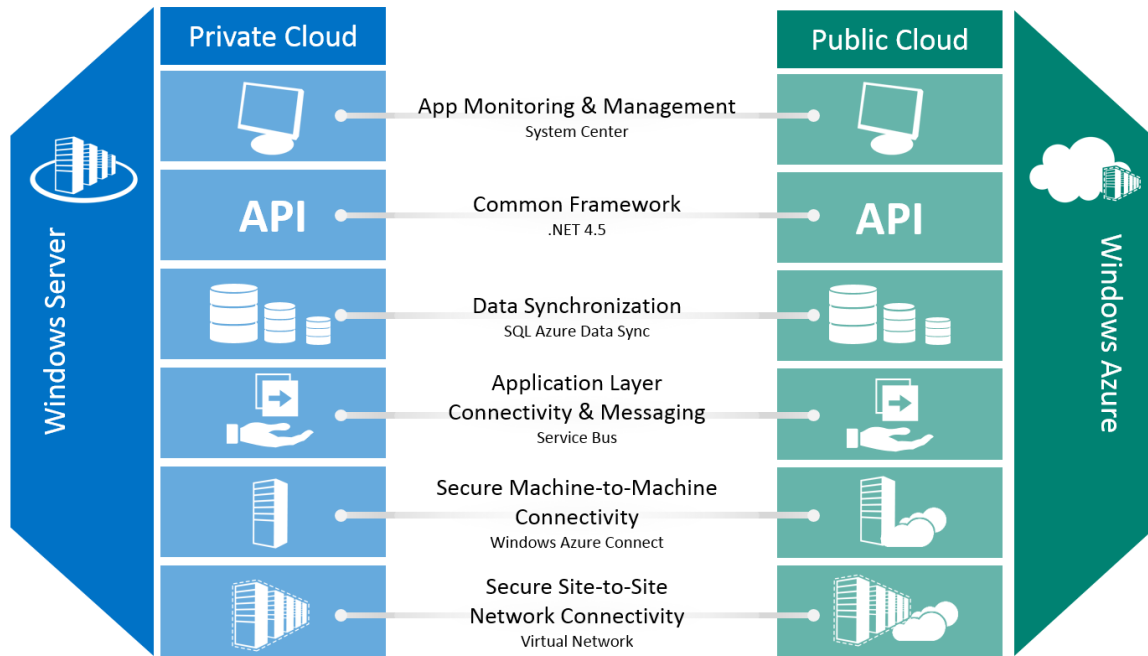 Private Cloud
Public Cloud
Windows Server
Windows Azure
App Monitoring & Management
System Center
API
Common Framework
.NET 4.5
API
Data Synchronization
SQL Azure Data Sync
Application Layer
Connectivity & Messaging
Service Bus
Secure Machine-to-Machine
Connectivity
Windows Azure Connect
Secure Site-to-Site
Network Connectivity
Virtual Network